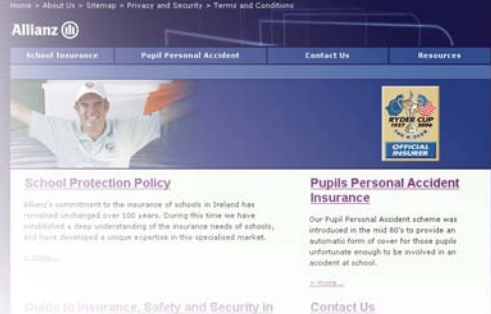 Home > About Us > Sitemap > Privacy and Security > Terms and Conditions
Allianz
School Insurance Pupil Personal Accident Contact Us Resources
RYDER CUP
1927 2006
THE K CLUB
OFFICIAL
INSURER
School Protection Policy
Allianz's commitment to the insurance of schools in Ireland has
remained unchanged over 100 years. During this time we have
established a deep understanding of the insurance needs of schools,
and have developed a unique expertise in this specialised market.
> more...
Pupils Personal Accident
Insurance
Our Pupil Personal Accident scheme was
introduced in the mid 80's to provide an
automatic form of cover for those pupils
unfortunate enough to be involved in an
accident at school.
> more...
Guide to Insurance, Safety and Security in
Contact Us